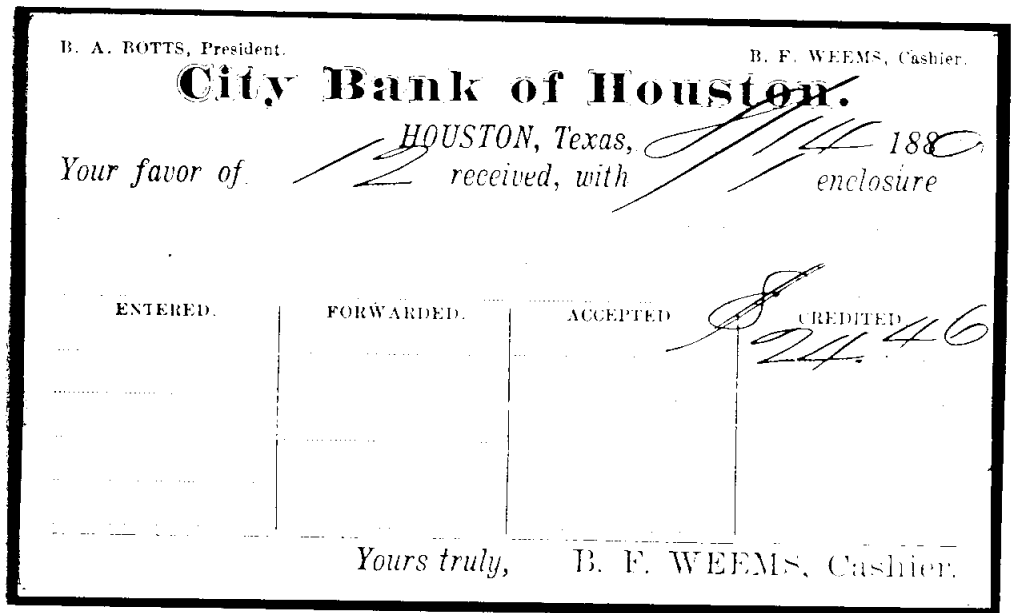 B. A. BOTTS, President. B. F. WEEMS, Cashier.
City Bank of Houston.
HOUSTON, Texas, 8/14 1880
Your favor of 12 received, with enclosure
ENTERED. FORWARDED. ACCEPTED CREDITED
$ 24.46
Yours truly, B. F. WEEMS, Cashier.